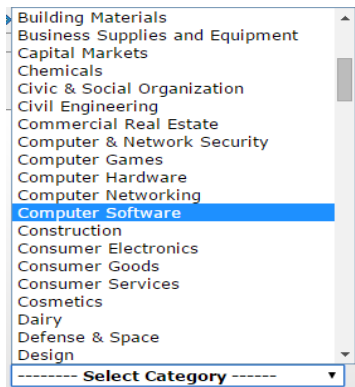 Building Materials
Business Supplies and Equipment
Capital Markets
Chemicals
Civic & Social Organization
Civil Engineering
Commercial Real Estate
Computer & Network Security
Computer Games
Computer Hardware
Computer Networking
Computer Software
Construction
Consumer Electronics
Consumer Goods
Consumer Services
Cosmetics
Dairy
Defense & Space
Design
-------- Select Category ------